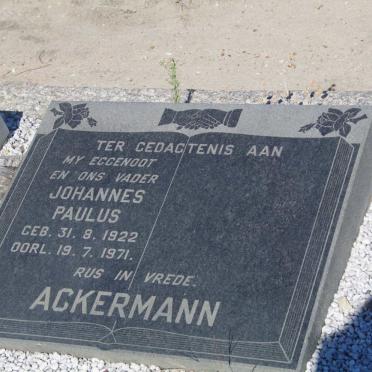 TER GEDAGTENIS AAN
MY EGGENOOT
EN ONS VADER
JOHANNES
PAULUS
GEB. 31. 8. 1922
OORL. 19. 7. 1971.
RUS IN VREDE.
ACKERMANN